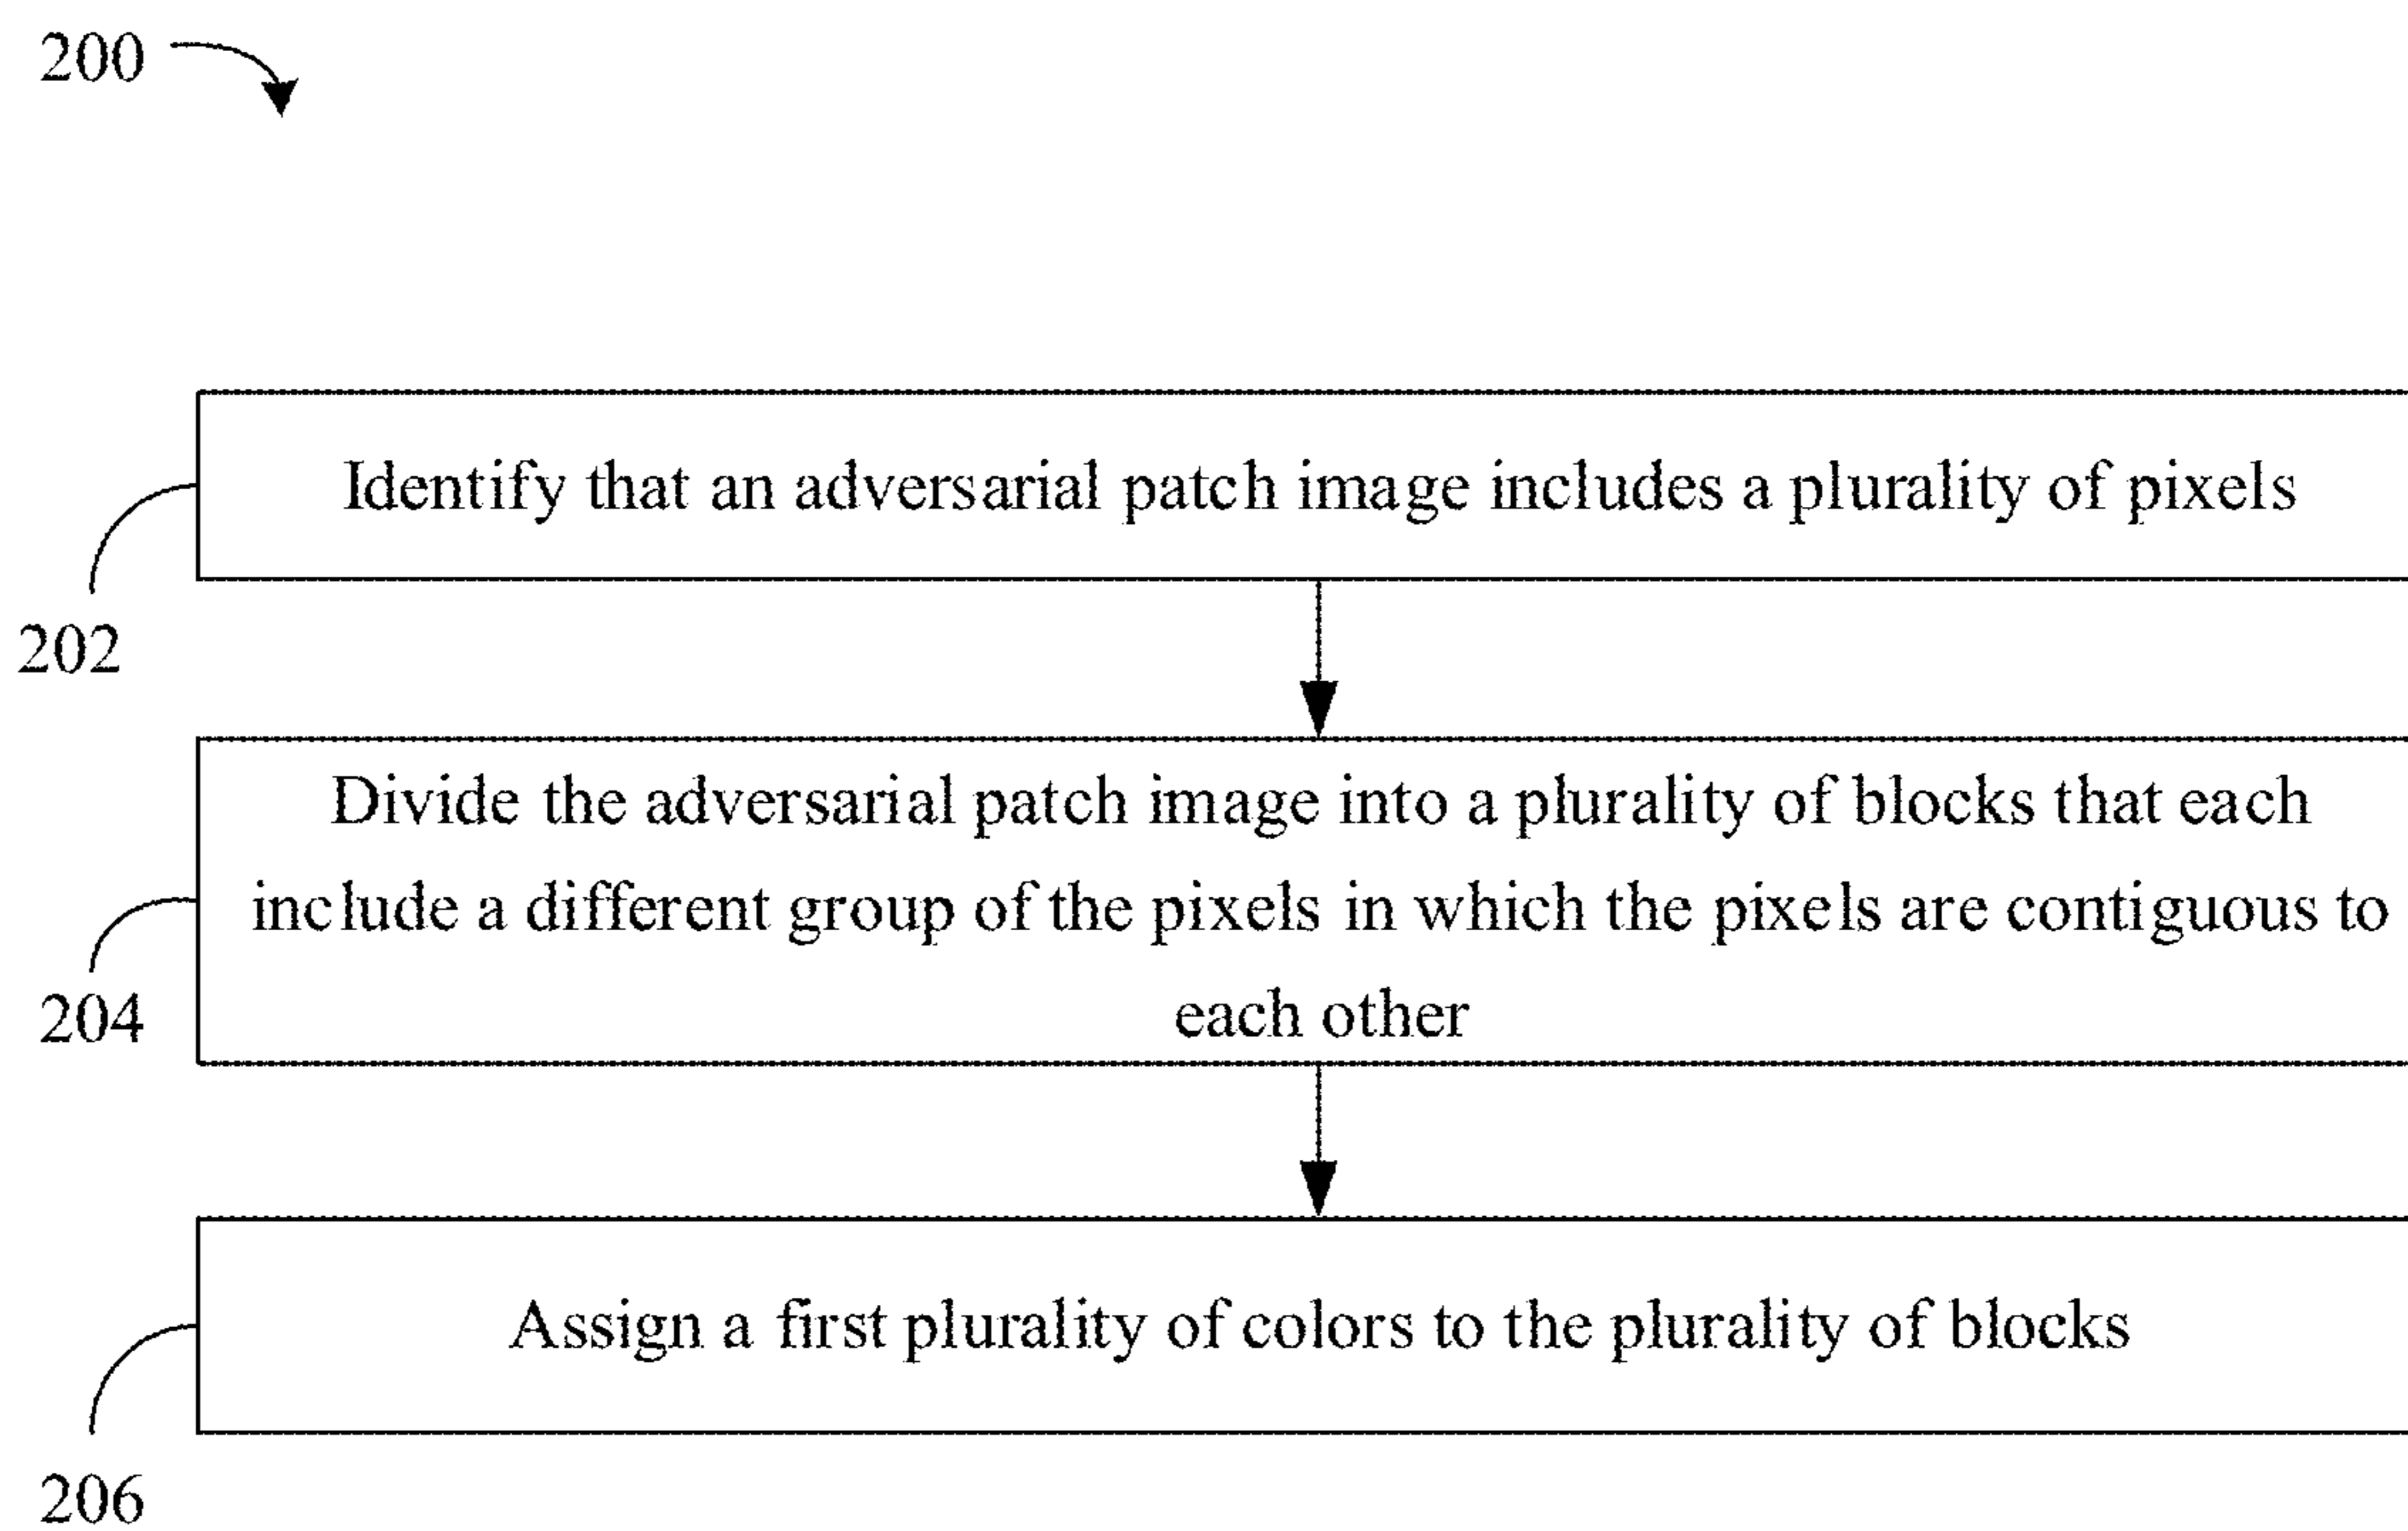 200
Identify that an adversarial patch image includes a plurality of pixels
202
Divide the adversarial patch image into a plurality of blocks that each
include a different group of the pixels in which the pixels are contiguous to
each other
204
Assign a first plurality of colors to the plurality of blocks
206